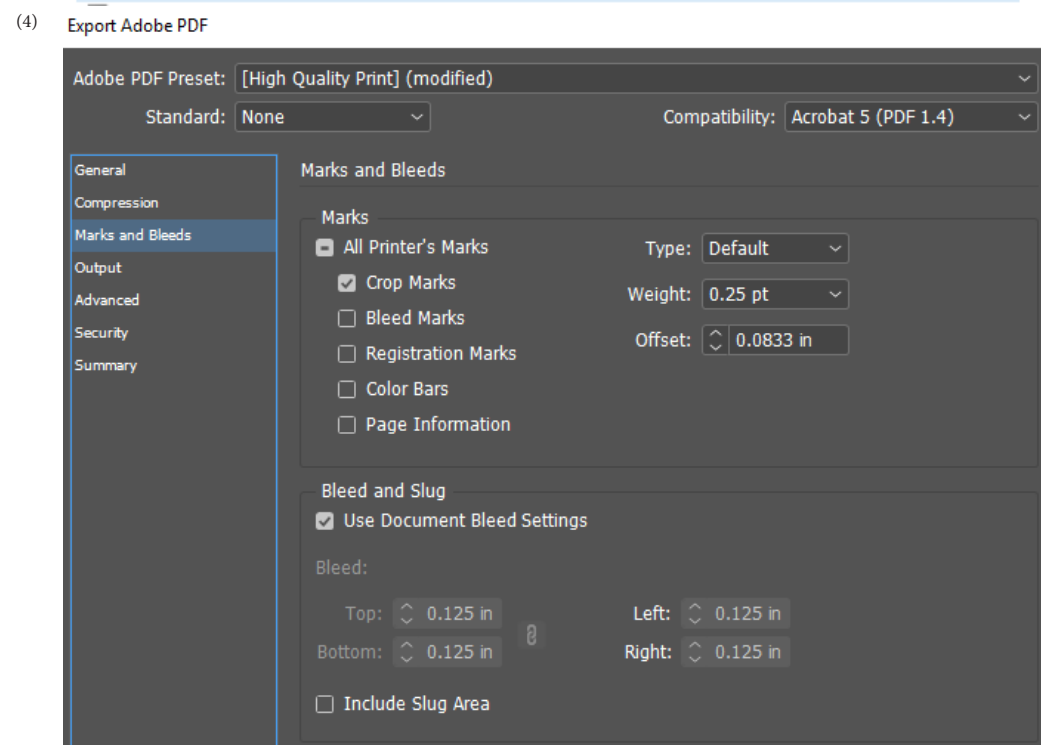 (4) Export Adobe PDF
Adobe PDF Preset: [High Quality Print] (modified)
Standard: None Compatibility: Acrobat 5 (PDF 1.4)
General
Compression
Marks and Bleeds
Output
Advanced
Security
Summary
Marks and Bleeds
Marks
All Printer's Marks
Crop Marks
Bleed Marks
Registration Marks
Color Bars
Page Information
Type: Default
Weight: 0.25 pt
Offset: 0.0833 in
Bleed and Slug
Use Document Bleed Settings
Bleed:
Top: 0.125 in Left: 0.125 in
Bottom: 0.125 in Right: 0.125 in
Include Slug Area